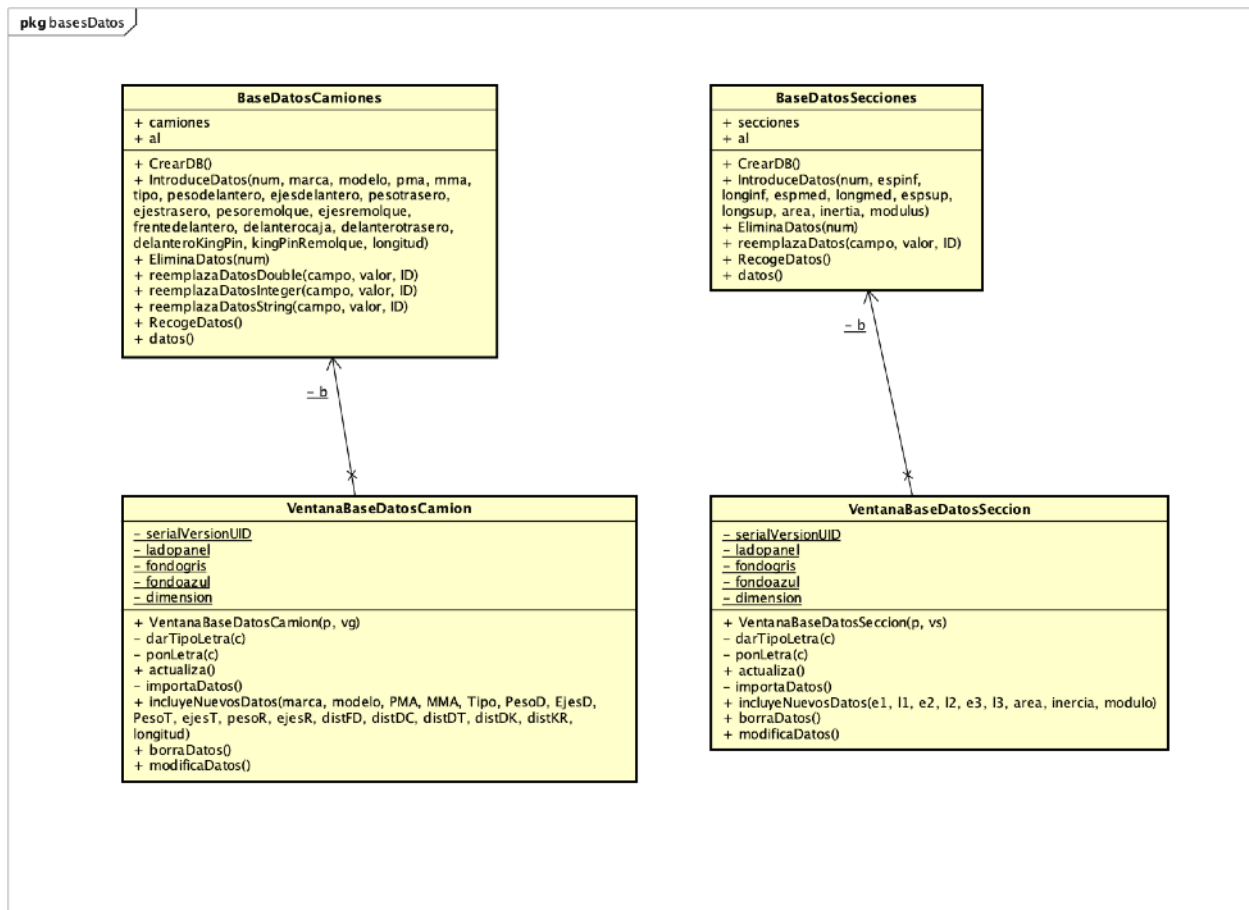 pkg basesDatos
BaseDatosCamiones
+ camiones
+ al
+ CrearDB()
+ IntroduceDatos(num, marca, modelo, pma, mma,
tipo, pesodelantero, ejesdelantero, pesotrasero,
ejestrasero, pesoremolque, ejesremolque,
frentedelantero, delanterocaja, delanterotrasero,
delanteroKingPin, kingPinRemolque, longitud)
+ EliminaDatos(num)
+ reemplazaDatosDouble(campo, valor, ID)
+ reemplazaDatosInteger(campo, valor, ID)
+ reemplazaDatosString(campo, valor, ID)
+ RecogeDatos()
+ datos()
BaseDatosSecciones
+ secciones
+ al
+ CrearDB()
+ IntroduceDatos(num, espinf,
longinf, espmed, longmed, espsup,
longsup, area, inertia, modulus)
+ EliminaDatos(num)
+ reemplazaDatos(campo, valor, ID)
+ RecogeDatos()
+ datos()
- b
- b
VentanaBaseDatosCamion
- serialVersionUID
- ladopanel
- fondogris
- fondoazul
- dimension
+ VentanaBaseDatosCamion(p, vg)
- darTipoLetra(c)
- ponLetra(c)
+ actualiza()
- importaDatos()
+ incluyeNuevosDatos(marca, modelo, PMA, MMA, Tipo, PesoD, EjesD,
PesoT, ejesT, pesoR, ejesR, distFD, distDC, distDT, distDK, distKR,
longitud)
+ borraDatos()
+ modificaDatos()
VentanaBaseDatosSeccion
- serialVersionUID
- ladopanel
- fondogris
- fondoazul
- dimension
+ VentanaBaseDatosSeccion(p, vs)
- darTipoLetra(c)
- ponLetra(c)
+ actualiza()
- importaDatos()
+ incluyeNuevosDatos(e1, l1, e2, l2, e3, l3, area, inercia, modulo)
+ borraDatos()
+ modificaDatos()